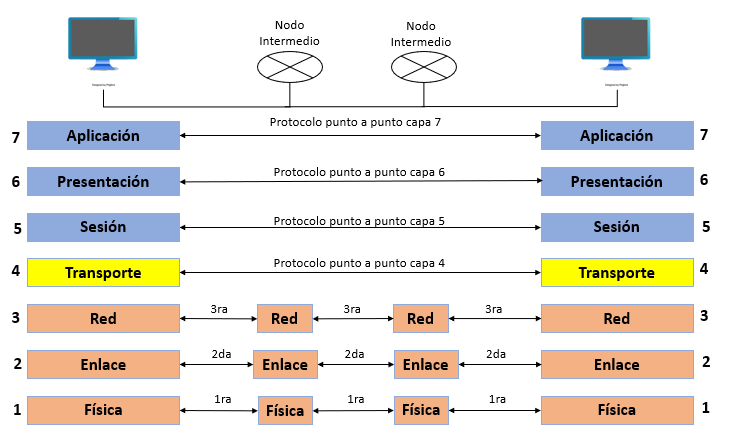 Nodo
Intermedio
Nodo
Intermedio
Protocolo punto a punto capa 7
7 Aplicación Aplicación 7
Protocolo punto a punto capa 6
6 Presentación Presentación 6
Protocolo punto a punto capa 5
5 Sesión Sesión 5
Protocolo punto a punto capa 4
4 Transporte Transporte 4
3ra 3ra 3ra
3 Red Red Red Red 3
2da 2da 2da
2 Enlace Enlace Enlace Enlace 2
1ra 1ra 1ra
1 Física Física Física Física 1